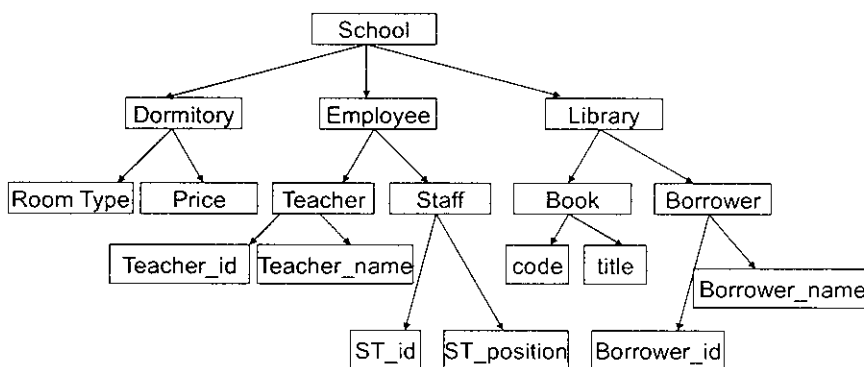 School
Dormitory
Employee
Library
Room Type
Price
Teacher
Staff
Book
Borrower
Teacher_id
Teacher_name
code
title
Borrower_name
ST_id
ST_position
Borrower_id